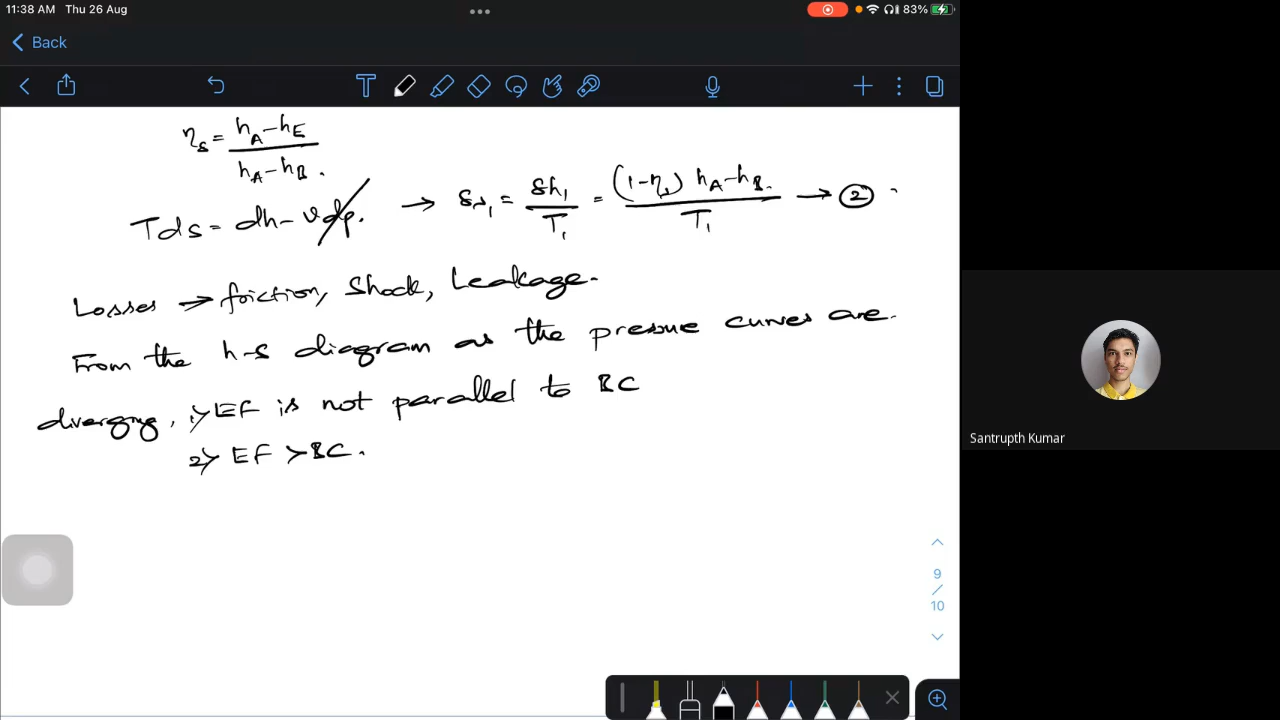 11:38 AM Thu 26 Aug
83%
Back
T
ηs = hA-hE / hA-hB.
Tds = dh-vdp. → δs1 = δh1 / T1 = (1-ηs) hA-hB. / T1 → 2
Losses → friction, Shock, Leakage.
From the h-s diagram as the pressure curves are.
diverging, 1> EF is not parallel to BC
2> EF > BC.
Santrupth Kumar
9
/
10